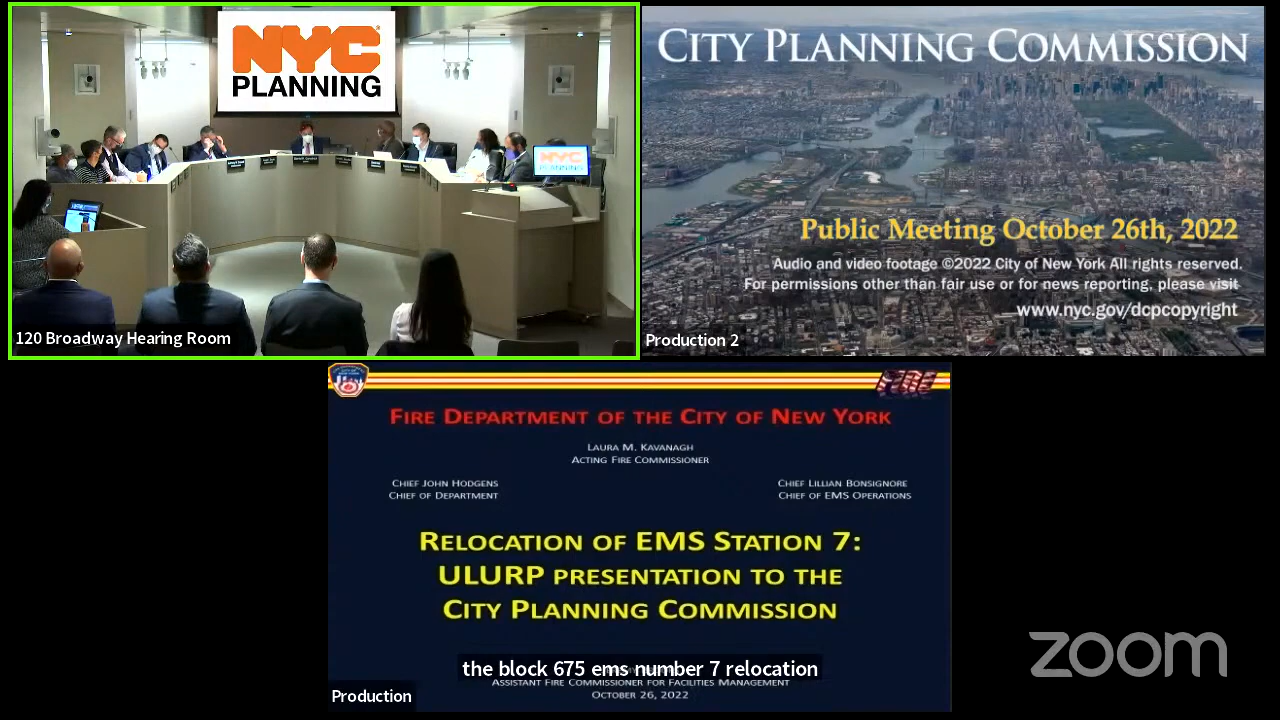 NYC
PLANNING
NYC
PLANNING
120 Broadway Hearing Room
CITY PLANNING COMMISSION
Public Meeting October 26th, 2022
Audio and video footage ©2022 City of New York All rights reserved.
For permissions other than fair use or for news reporting, please visit
www.nyc.gov/dcpcopyright
Production 2
FIRE
FIRE DEPARTMENT OF THE CITY OF NEW YORK
LAURA M. KAVANAGH
ACTING FIRE COMMISSIONER
CHIEF JOHN HODGENS
CHIEF OF DEPARTMENT
CHIEF LILLIAN BONSIGNORE
CHIEF OF EMS OPERATIONS
RELOCATION OF EMS STATION 7:
ULURP PRESENTATION TO THE
CITY PLANNING COMMISSION
the block 675 ems number 7 relocation
ASSISTANT FIRE COMMISSIONER FOR FACILITIES MANAGEMENT
OCTOBER 26, 2022
Production
zoom